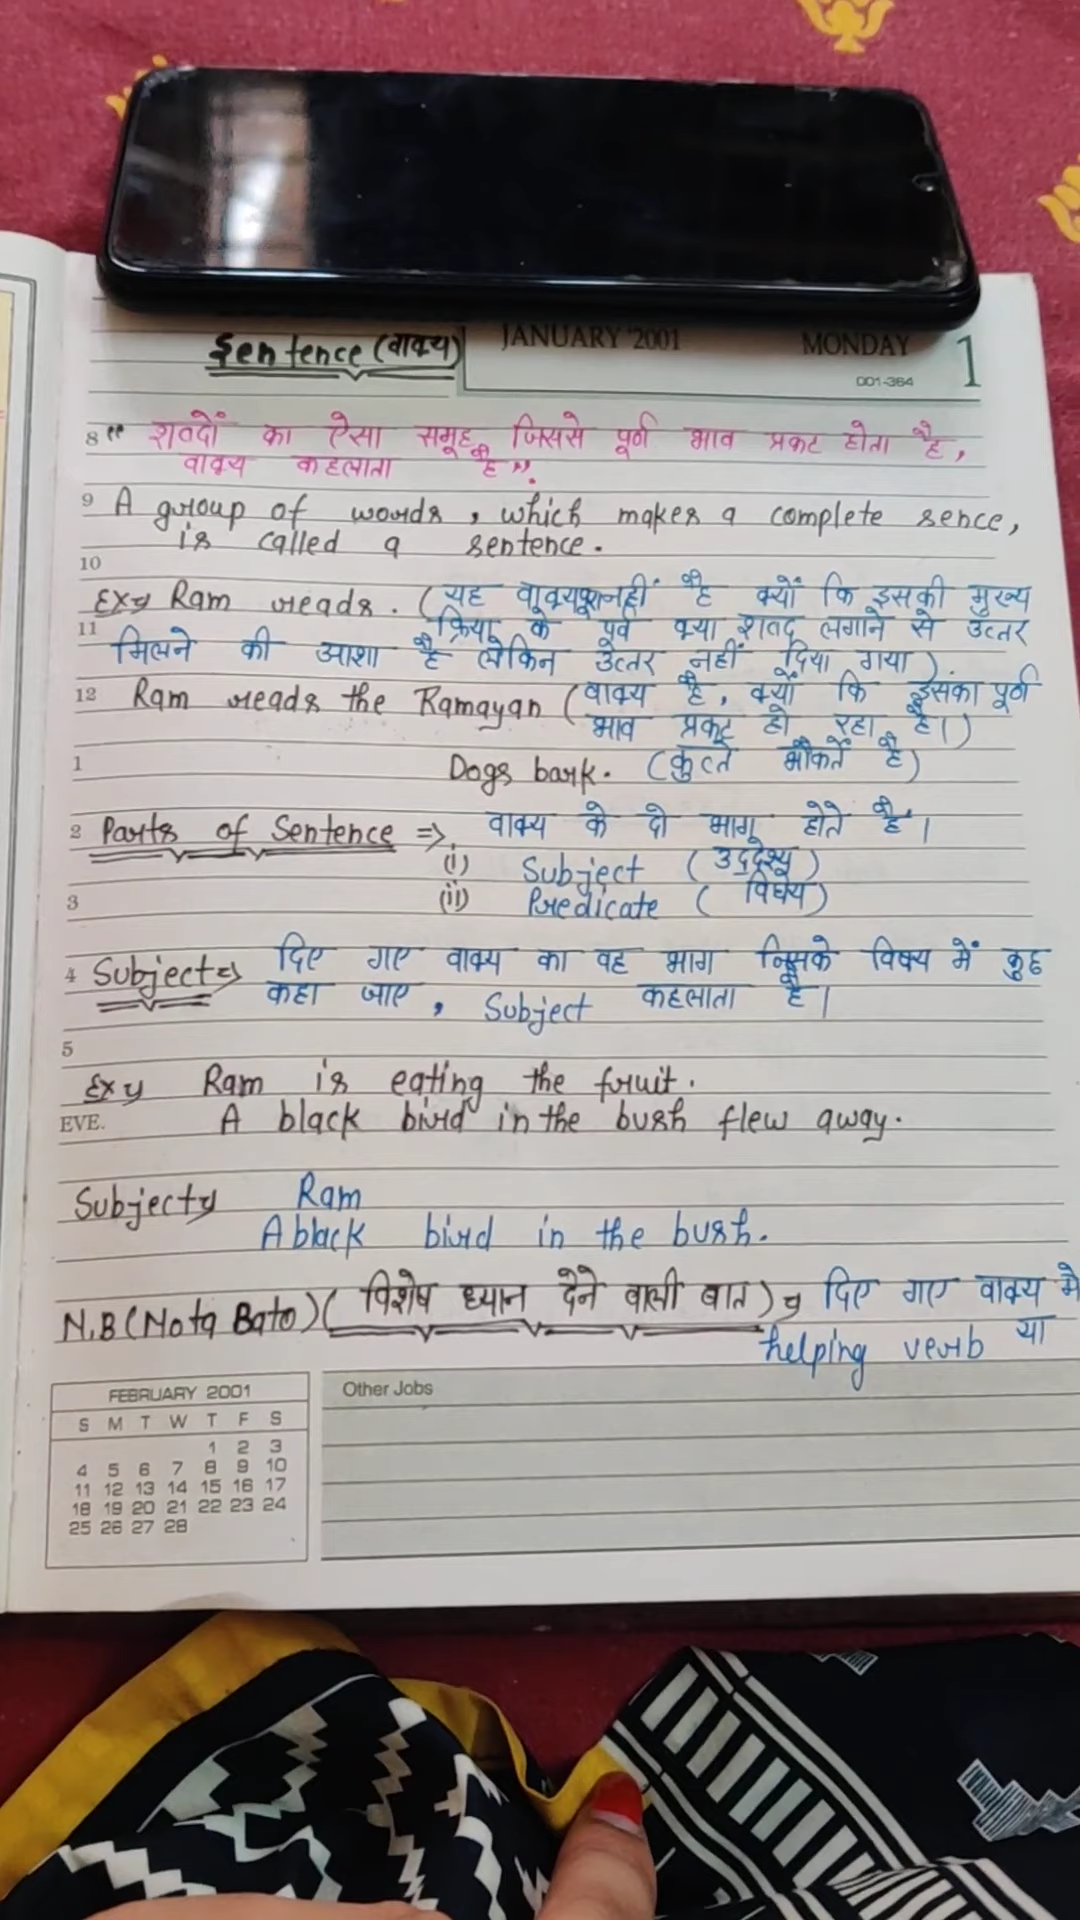 Sentence (वाक्य)
JANAURY '2001 MONDAY 1
001-364
8 " शवदों का ऐसा समूह, जिससे पूर्ण भाव प्रकट होता है,
वाक्य कहलाता है".
9 A group of words, which makes a complete sence,
is called a sentence.
10
Ex Ram reads. (यह वाक्य नहीं है क्यों कि इसकी मुख्य
11 क्रिया के पूर्व क्या शवद लगाने से उत्तर
मिलने की आशा है लेकिन उत्तर नहीं दिया गया)
12 Ram reads the Ramayan (वाक्य है, क्यों कि इसका पूर्ण
भाव प्रकट हो रहा है।)
1 Dogs bark. (कुत्ते भौकतें है)
2 Parts of Sentence => वाक्य के दो भाग होते है।
(i) Subject (उद्देश्य)
3 (ii) Predicate (विधेय)
4 Subject => दिए गए वाक्य का वह भाग जिसके विषय में कुछ
कहा जाए, Subject कहलाता है।
5
Ex Ram is eating the fruit.
EVE. A black bird in the bush flew away.
Subject Ram
A black bird in the bush.
N.B (Nota Bato) (विशेष ध्यान देने वाली बात) दिए गए वाक्य मे
helping verb या
FEBRUARY 2001 Other Jobs
S M T W T F S
1 2 3
4 5 6 7 8 9 10
11 12 13 14 15 16 17
18 19 20 21 22 23 24
25 26 27 28